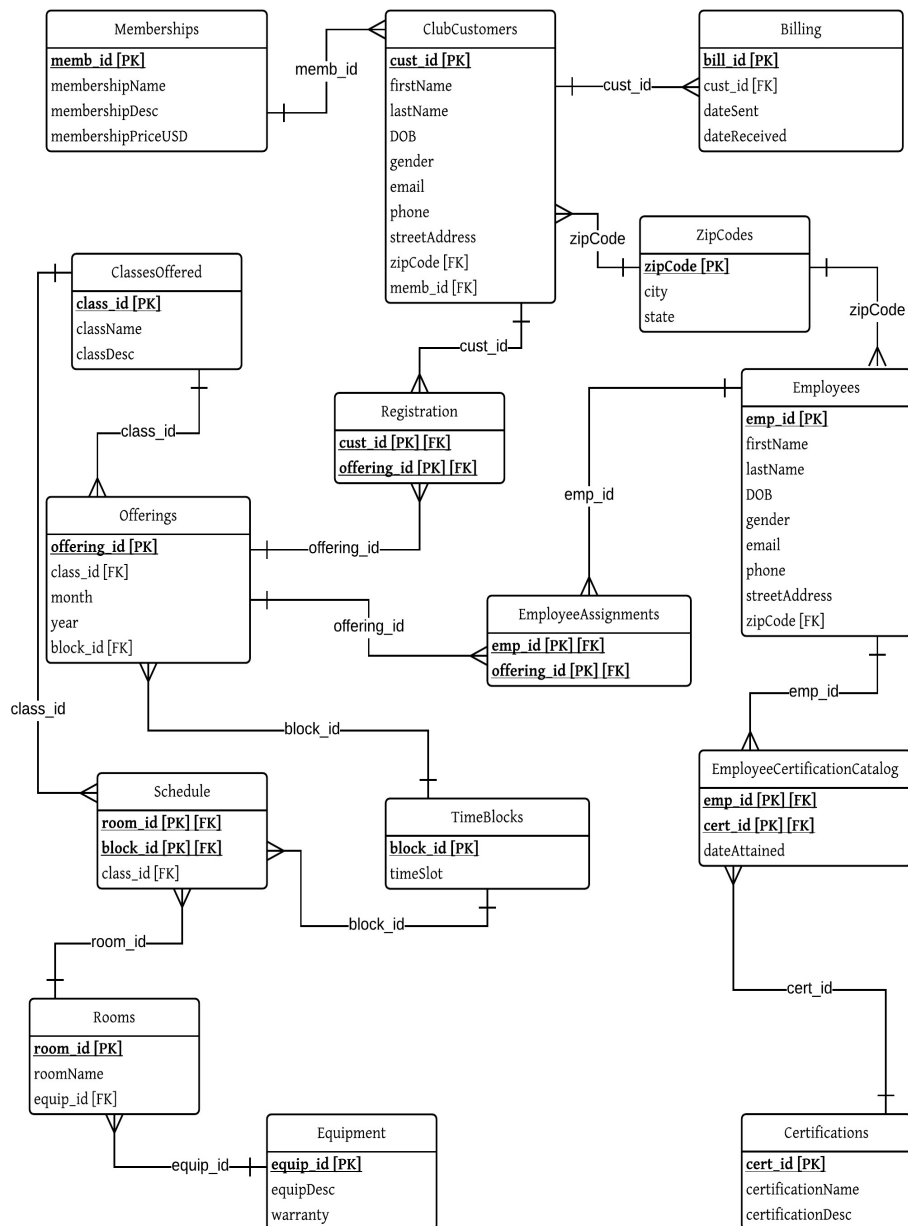 Memberships
memb_id [PK]
membershipName
membershipDesc
membershipPriceUSD
memb_id
ClubCustomers
cust_id [PK]
firstName
lastName
DOB
gender
email
phone
streetAddress
zipCode [FK]
memb_id [FK]
cust_id
Billing
bill_id [PK]
cust_id [FK]
dateSent
dateReceived
zipCode
ZipCodes
zipCode [PK]
city
state
zipCode
ClassesOffered
class_id [PK]
className
classDesc
class_id
cust_id
Registration
cust_id [PK] [FK]
offering_id [PK] [FK]
emp_id
Employees
emp_id [PK]
firstName
lastName
DOB
gender
email
phone
streetAddress
zipCode [FK]
Offerings
offering_id [PK]
class_id [FK]
month
year
block_id [FK]
offering_id
offering_id
EmployeeAssignments
emp_id [PK] [FK]
offering_id [PK] [FK]
class_id
block_id
emp_id
Schedule
room_id [PK] [FK]
block_id [PK] [FK]
class_id [FK]
TimeBlocks
block_id [PK]
timeSlot
EmployeeCertificationCatalog
emp_id [PK] [FK]
cert_id [PK] [FK]
dateAttained
room_id
block_id
cert_id
Rooms
room_id [PK]
roomName
equip_id [FK]
equip_id
Equipment
equip_id [PK]
equipDesc
warranty
Certifications
cert_id [PK]
certificationName
certificationDesc